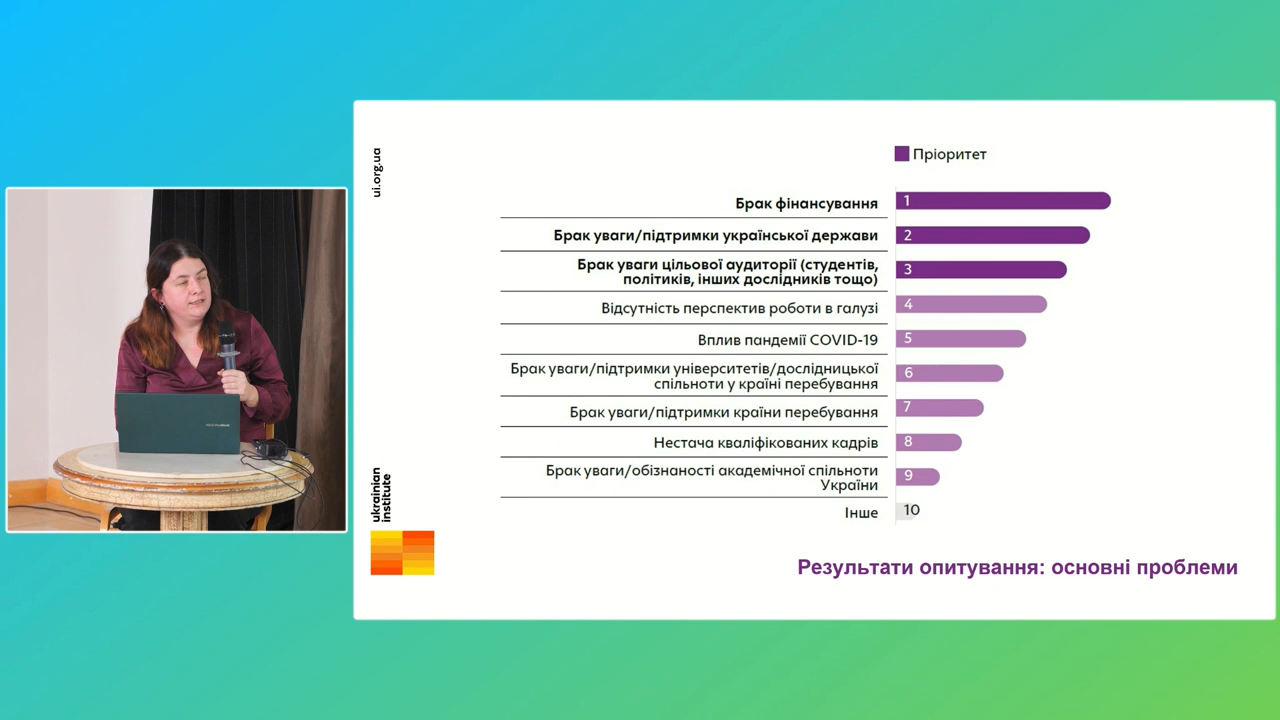 ui.org.ua
Пріоритет
Брак фінансування
1
Брак уваги/підтримки української держави
2
Брак уваги цільової аудиторії (студентів,
політиків, інших дослідників тощо)
3
Відсутність перспектив роботи в галузі
4
Вплив пандемії COVID-19
5
Брак уваги/підтримки університетів/дослідницької
спільноти у країні перебування
6
Брак уваги/підтримки країни перебування
7
Нестача кваліфікованих кадрів
8
Брак уваги/обізнаності академічної спільноти
України
9
Інше
10
ukrainian
institute
Результати опитування: основні проблеми